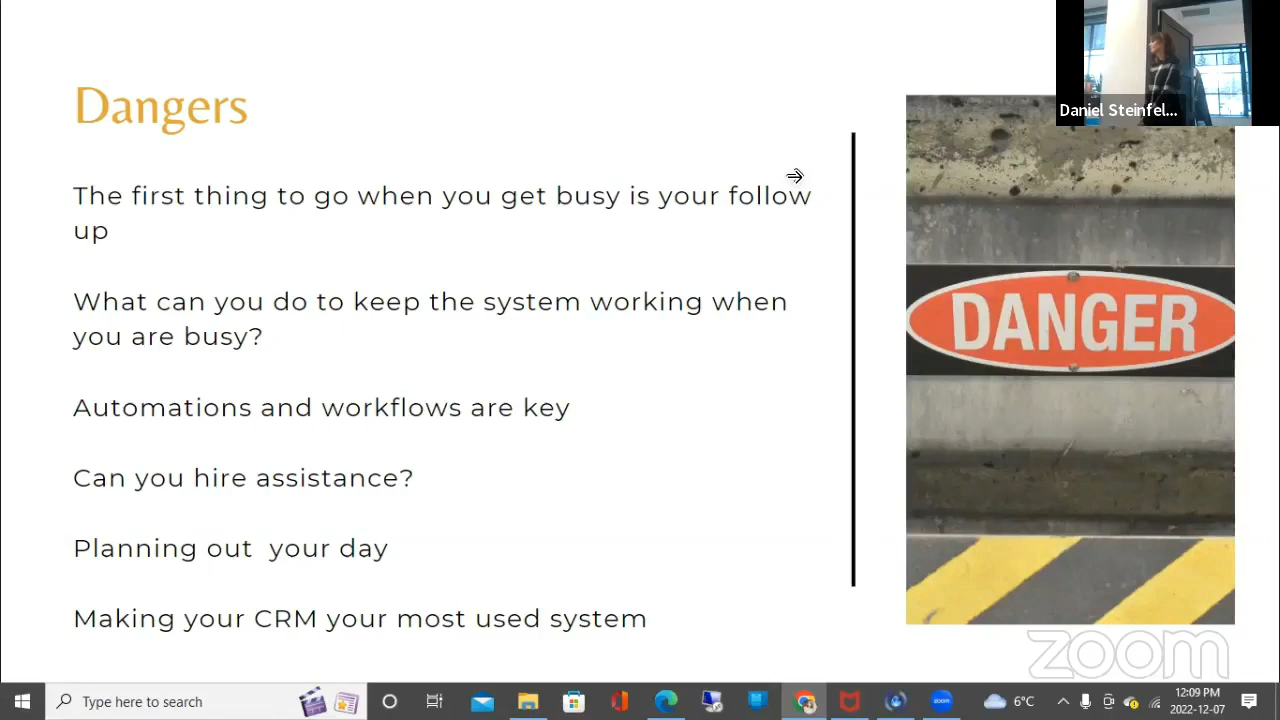 Dangers
Daniel Steinfel...
The first thing to go when you get busy is your follow
up
What can you do to keep the system working when
you are busy?
DANGER
Automations and workflows are key
Can you hire assistance?
Planning out  your day
Making your CRM your most used system
zoom
Type here to search
zoom
6°C
12:09 PM
2022-12-07